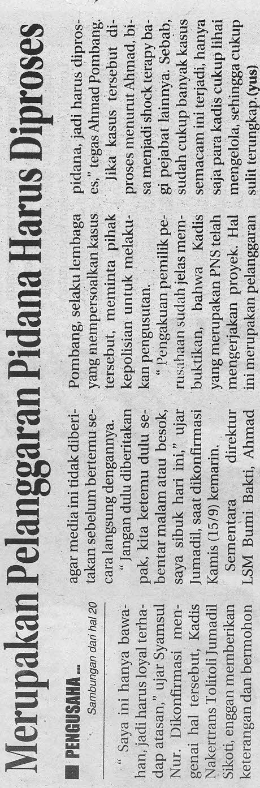 Merupakan Pelanggaran Pidana Harus Diproses
■ PENGUSAHA ...
Sambungan dari hal 20
“ Saya ini hanya bawa-
han, jadi harus loyal terha-
dap atasan,” ujar Syamsul
Nur. Dikonfirmasi men-
genai hal tersebut, Kadis
Nakertrans Tolitoli Jumadil
Sikoti, enggan memberikan
keterangan dan bermohon
agar media ini tidak diberi-
takan sebelum bertemu se-
cara langsung dengannya.
“ Jangan dulu diberitakan
pak, kita ketemu dulu se-
bentar malam atau besok,
saya sibuk hari ini,” ujar
Jumadil, saat dikonfirmasi
Kamis (15/9) kemarin.
Sementara direktur
LSM Bumi Bakti, Ahmad
Pombang, selaku lembaga
yang mempersoalkan kasus
tersebut, meminta pihak
kepolisian untuk melaku-
kan pengusutan.
“ Pengakuan pemilik pe-
rusahaan sudah jelas mem-
buktikan, bahwa Kadis
yang merupakan PNS telah
mengerjakan proyek. Hal
ini merupakan pelanggaran
pidana, jadi harus dipros-
es,” tegas Ahmad Pombang.
Jika kasus tersebut di-
proses menurut Ahmad, bi-
sa menjadi shock terapy ba-
gi pejabat lainnya. Sebab,
sudah cukup banyak kasus
semacam ini terjadi, hanya
saja para kadis cukup lihai
mengelola, sehingga cukup
sulit terungkap. (yus)